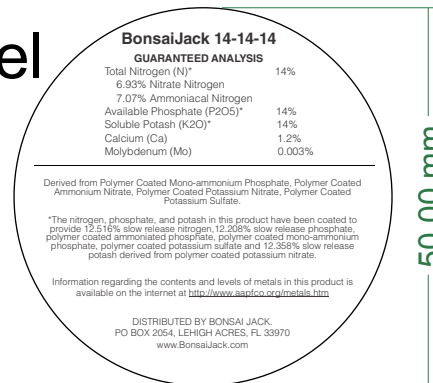 el
BonsaiJack 14-14-14
GUARANTEED ANALYSIS
Total Nitrogen (N)* 14%
6.93% Nitrate Nitrogen
7.07% Ammoniacal Nitrogen
Available Phosphate (P2O5)* 14%
Soluble Potash (K2O)* 14%
Calcium (Ca) 1.2%
Molybdenum (Mo) 0.003%
Derived from Polymer Coated Mono-ammonium Phosphate, Polymer Coated
Ammonium Nitrate, Polymer Coated Potassium Nitrate, Polymer Coated
Potassium Sulfate.
*The nitrogen, phosphate, and potash in this product have been coated to
provide 12.516% slow release nitrogen,12.208% slow release phosphate,
polymer coated ammoniated phosphate, polymer coated mono-ammonium
phosphate, polymer coated potassium sulfate and 12.358% slow release
potash derived from polymer coated potassium nitrate.
Information regarding the contents and levels of metals in this product is
available on the internet at http://www.aapfco.org/metals.htm
DISTRIBUTED BY BONSAI JACK.
PO BOX 2054, LEHIGH ACRES, FL 33970
www.BonsaiJack.com
50.00 mm